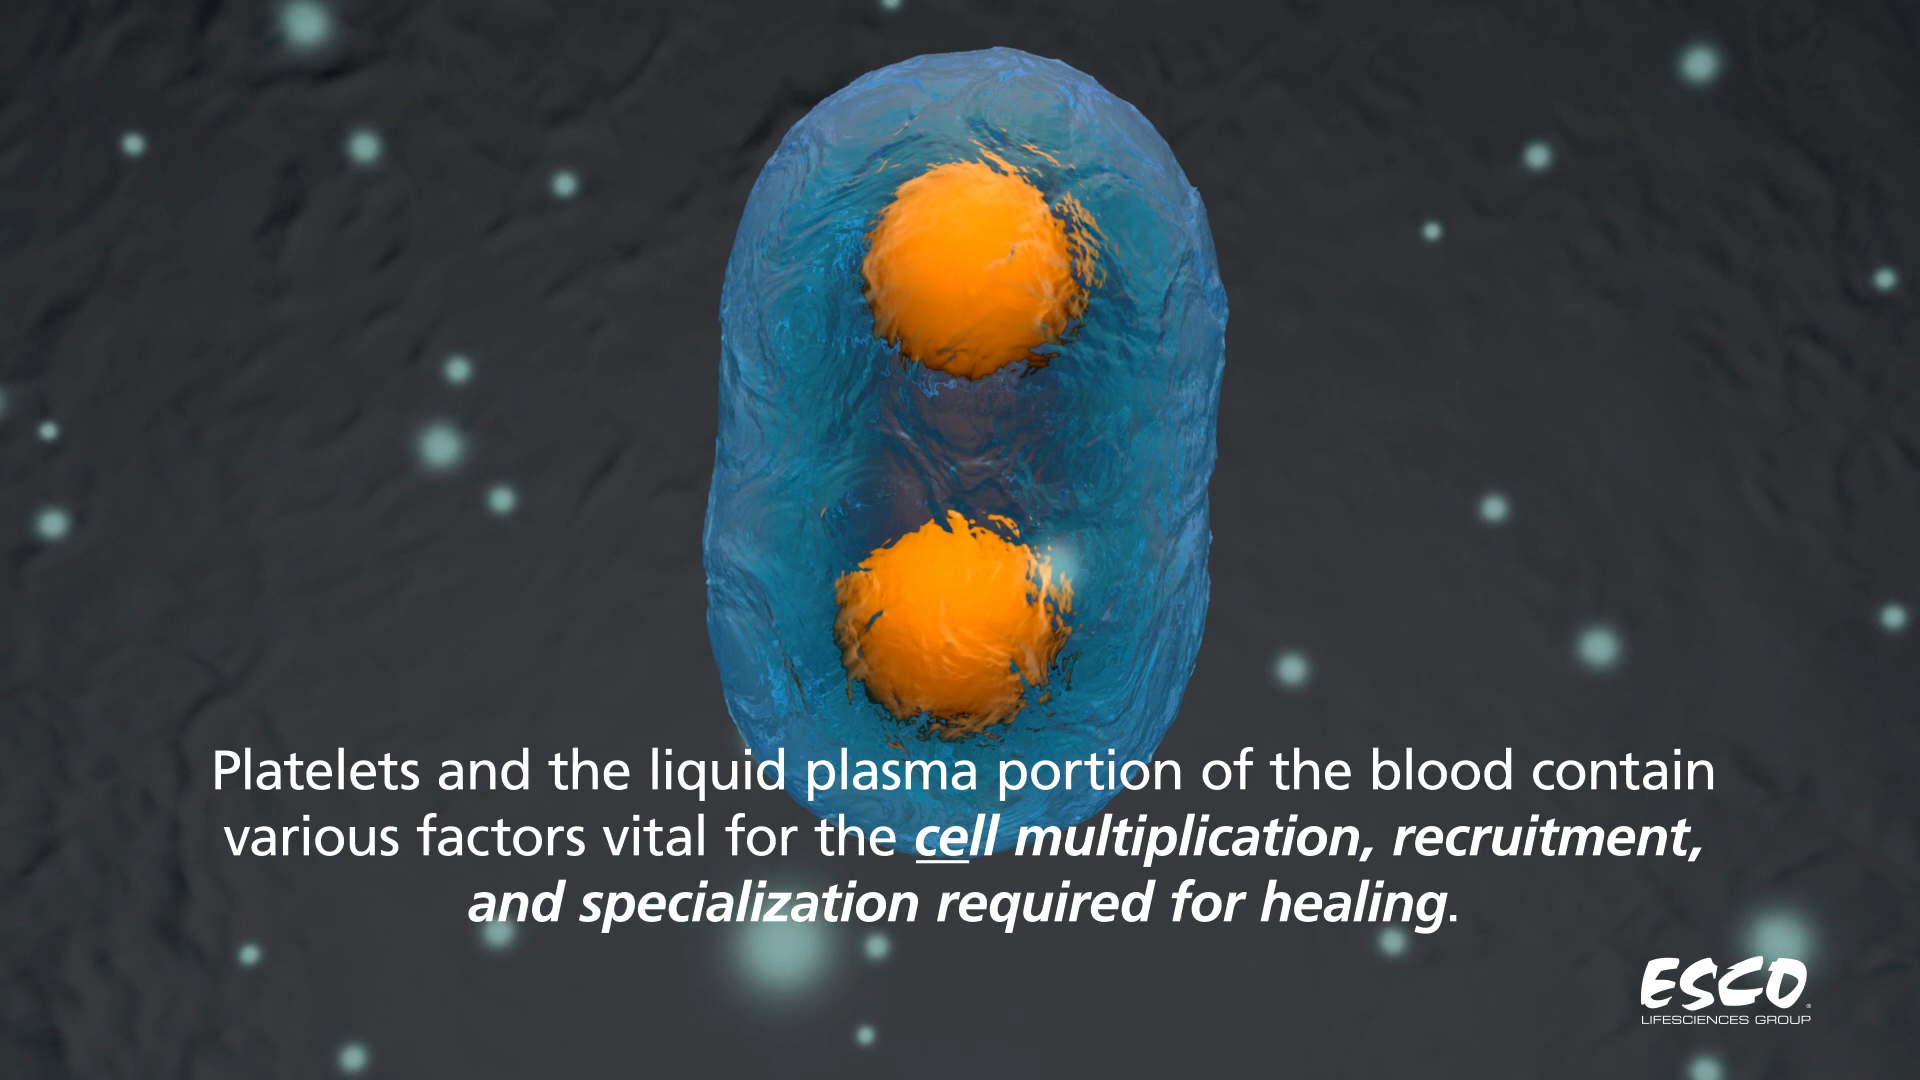 Platelets and the liquid plasma portion of the blood contain
various factors vital for the cell multiplication, recruitment,
and specialization required for healing.
ESCO
LIFESCIENCES GROUP